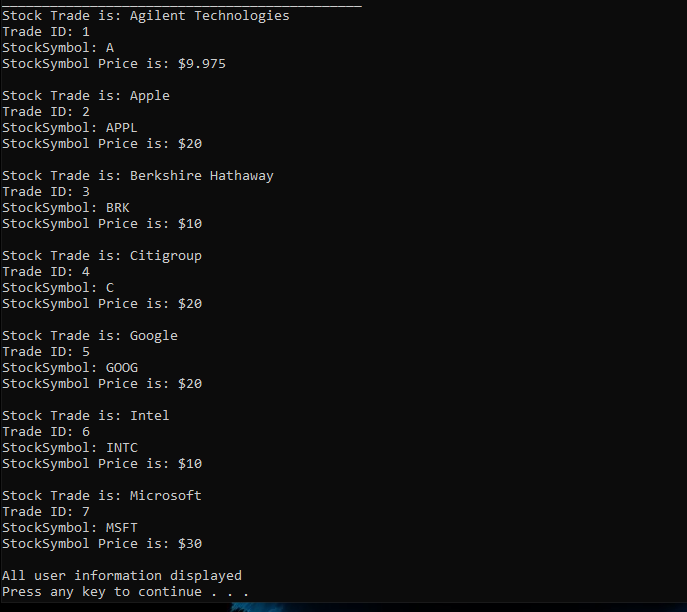 Stock Trade is: Agilent Technologies
Trade ID: 1
StockSymbol: A
StockSymbol Price is: $9.975
Stock Trade is: Apple
Trade ID: 2
StockSymbol: APPL
StockSymbol Price is: $20
Stock Trade is: Berkshire Hathaway
Trade ID: 3
StockSymbol: BRK
StockSymbol Price is: $10
Stock Trade is: Citigroup
Trade ID: 4
StockSymbol: C
StockSymbol Price is: $20
Stock Trade is: Google
Trade ID: 5
StockSymbol: GOOG
StockSymbol Price is: $20
Stock Trade is: Intel
Trade ID: 6
StockSymbol: INTC
StockSymbol Price is: $10
Stock Trade is: Microsoft
Trade ID: 7
StockSymbol: MSFT
StockSymbol Price is: $30
All user information displayed
Press any key to continue . . .